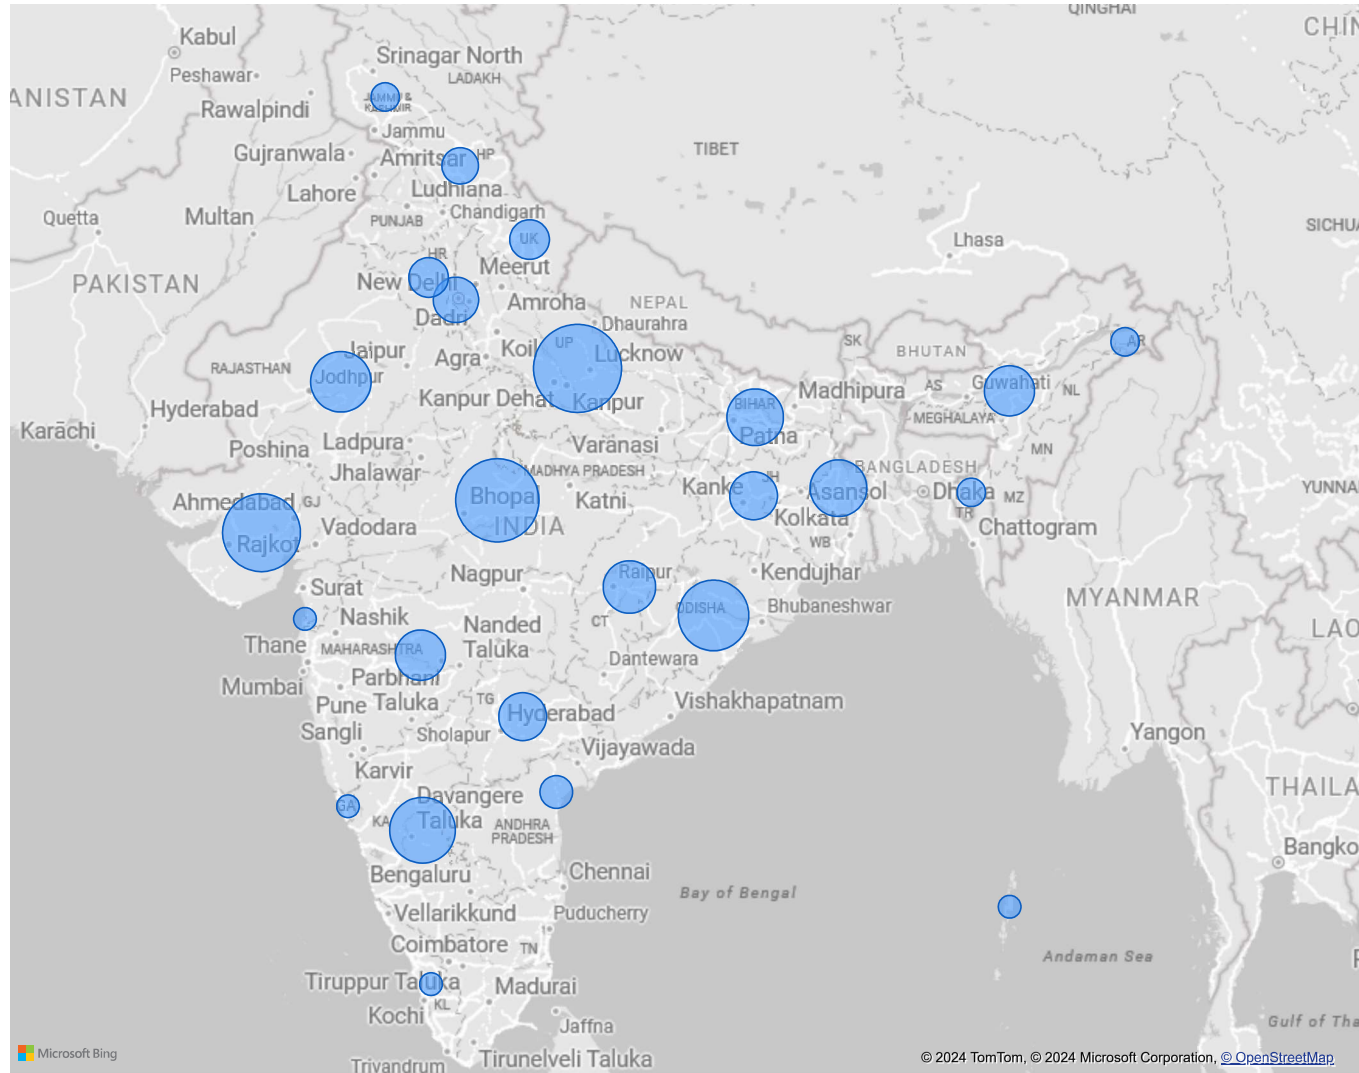 QINGHAI
CHIN
Kabul
Srinagar North
LADAKH
Peshawar
ANISTAN
JAMMU &
KASHMIR
Rawalpindi
Jammu
TIBET
Gujranwala
Amritsar
HP
Lahore
Ludhiana
Quetta
Multan
PUNJAB
Chandigarh
SICHUA
UK
Lhasa
HR
Meerut
PAKISTAN
New Delhi
Amroha
NEPAL
Dadri
Dhaurahra
SK
AR
Jaipur
Koil
UP
Lucknow
BHUTAN
Agra
RAJASTHAN
Jodhpur
AS
Guwahati
NL
Kanpur Dehat
Kanpur
BIHAR
Madhipura
Hyderabad
MEGHALAYA
Karāchi
Patna
Poshina
Ladpura
Varanasi
MN
Jhalawar
MADHYA PRADESH
BANGLADESH
JH
Kanke
Asansol
Dhaka
MZ
YUNNA
Ahmedabad
GJ
Bhopal
Katni
Vadodara
INDIA
Kolkata
TR
Chattogram
Rajkot
WB
Surat
Nagpur
Raipur
Kendujhar
MYANMAR
Nashik
ODISHA
Bhubaneshwar
CT
Nanded
Taluka
LAO
Thane
MAHARASHTRA
Dantewara
Mumbai
Parbhani
Taluka
Pune
TG
Vishakhapatnam
Sangli
Sholapur
Hyderabad
Yangon
Vijayawada
Karvir
THAILA
GA
KA
Davangere
Taluka
ANDHRA
PRADESH
Bangko
Bengaluru
Chennai
Bay of Bengal
Vellarikkund
Puducherry
Coimbatore
TN
Andaman Sea
Tiruppur Taluka
Madurai
Kochi
KL
Jaffna
Gulf of Tha
Microsoft Bing
Trivandrum
Tirunelveli Taluka
© 2024 TomTom, © 2024 Microsoft Corporation, © OpenStreetMap